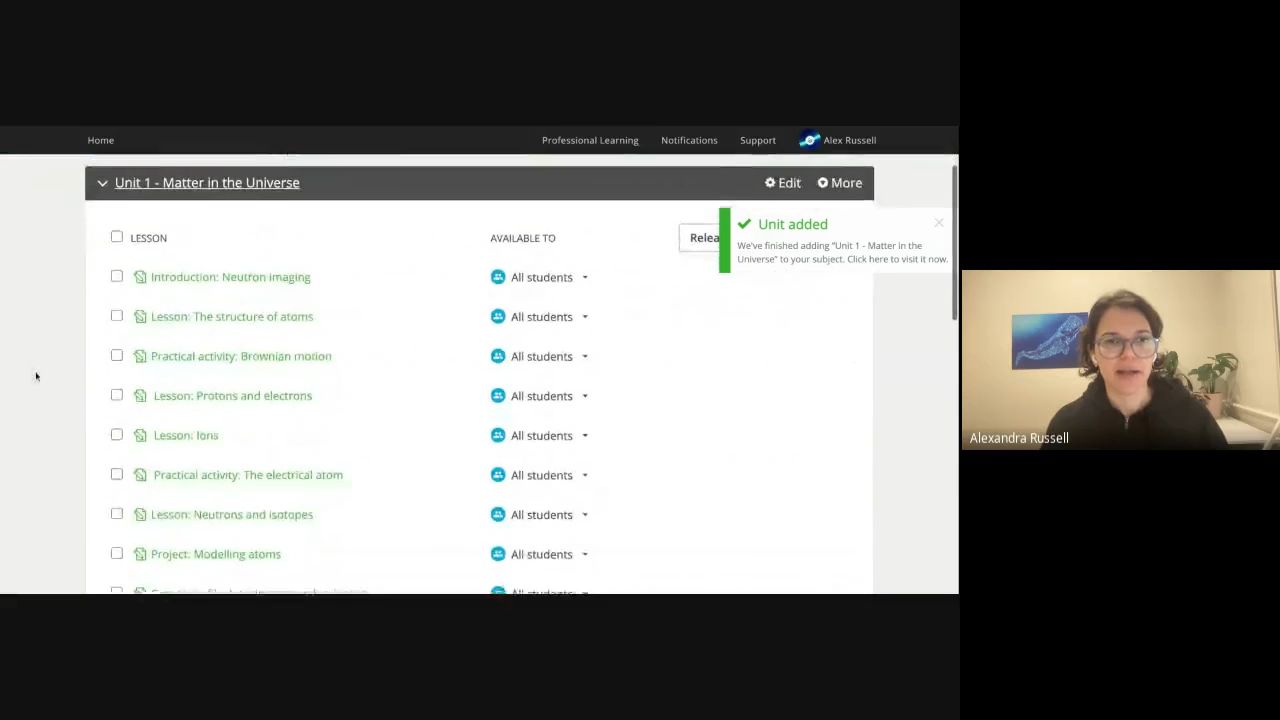 Home
Professional Learning
Notifications
Support
Alex Russell
Unit 1 - Matter in the Universe
Edit
More
Unit added
We've finished adding "Unit 1 - Matter in the
Universe" to your subject. Click here to visit it now.
LESSON
AVAILABLE TO
Relea
Introduction: Neutron imaging
All students
Lesson: The structure of atoms
All students
Practical activity: Brownian motion
All students
Lesson: Protons and electrons
All students
Lesson: Ions
All students
Practical activity: The electrical atom
All students
Lesson: Neutrons and isotopes
All students
Project: Modelling atoms
All students
All students
Alexandra Russell